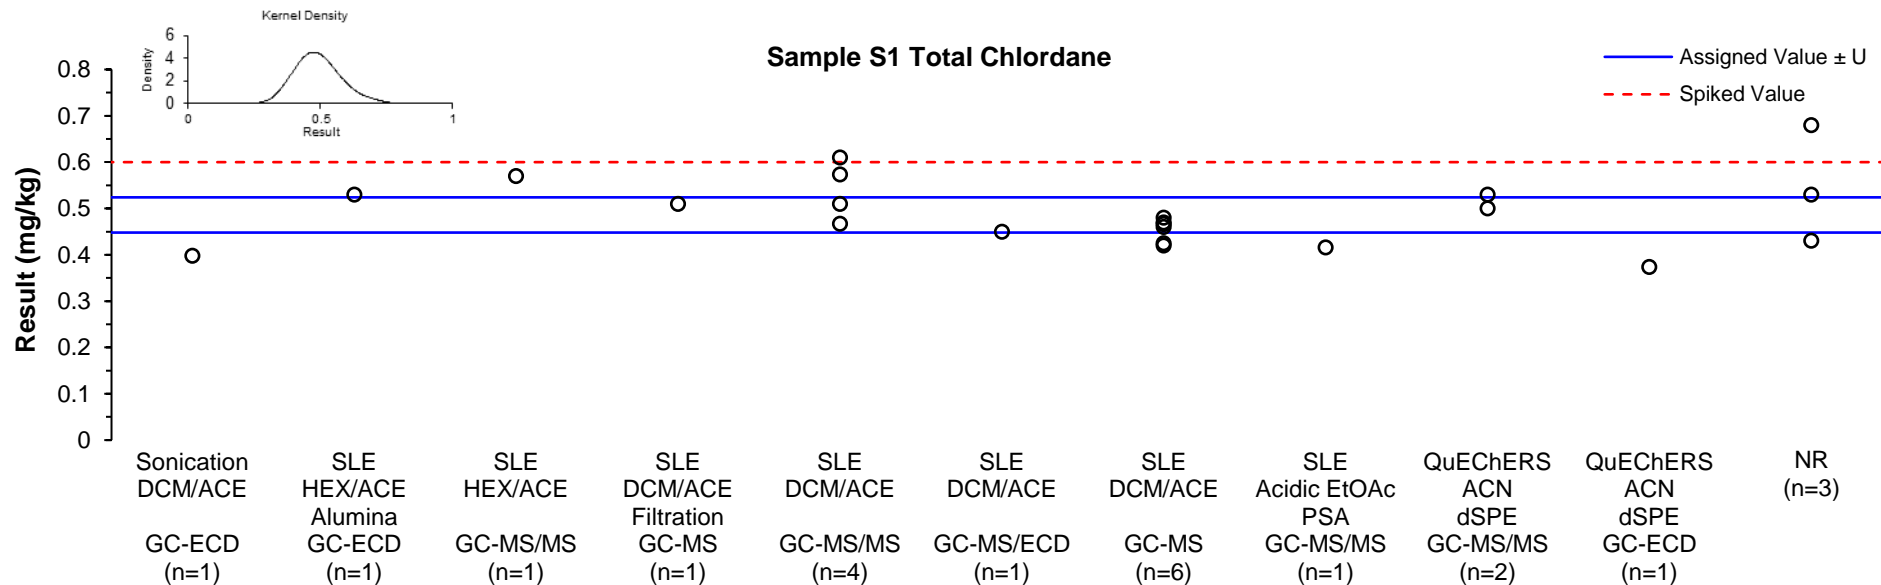 Kernel Density
Density
6
4
2
0
0
0.5
1
Result
Sample S1 Total Chlordane
Assigned Value ± U
Spiked Value
Result (mg/kg)
0.8
0.7
0.6
0.5
0.4
0.3
0.2
0.1
0
Sonication
DCM/ACE
GC-ECD
(n=1)
SLE
HEX/ACE
Alumina
GC-ECD
(n=1)
SLE
HEX/ACE
GC-MS/MS
(n=1)
SLE
DCM/ACE
Filtration
GC-MS
(n=1)
SLE
DCM/ACE
GC-MS/MS
(n=4)
SLE
DCM/ACE
GC-MS/ECD
(n=1)
SLE
DCM/ACE
GC-MS
(n=6)
SLE
Acidic EtOAc
PSA
GC-MS/MS
(n=1)
QuEChERS
ACN
dSPE
GC-MS/MS
(n=2)
QuEChERS
ACN
dSPE
GC-ECD
(n=1)
NR
(n=3)